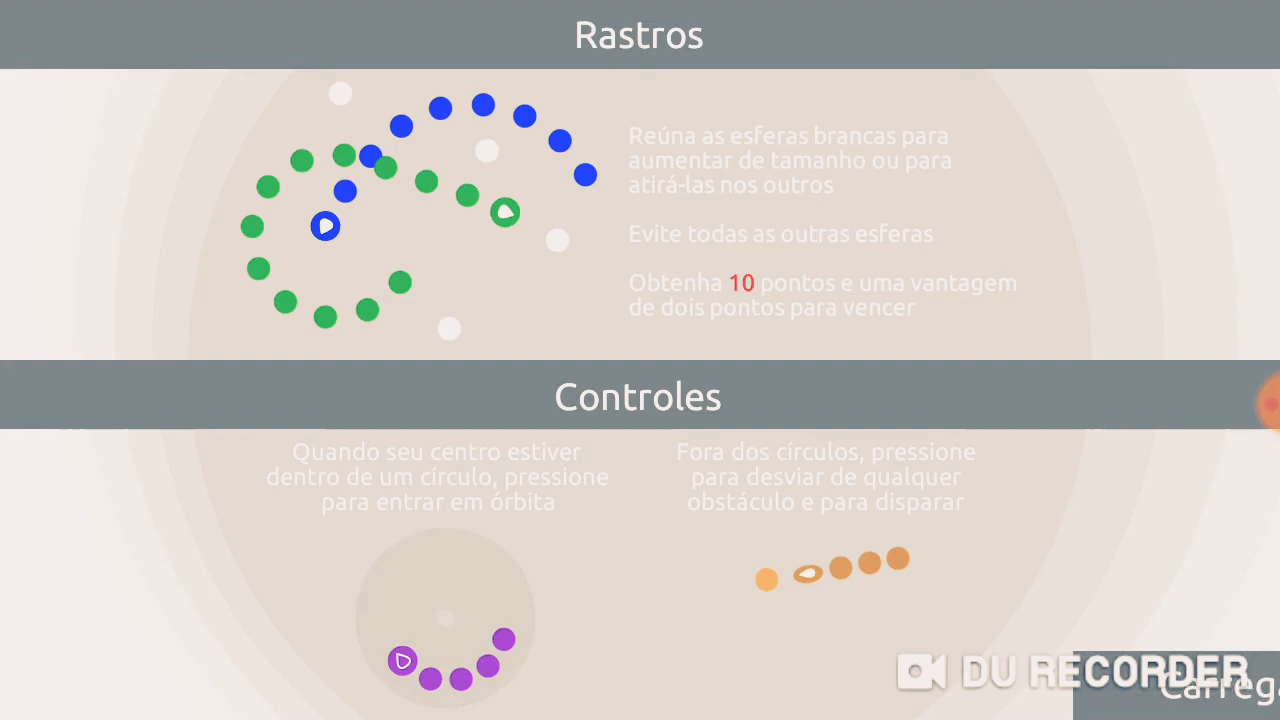 Rastros
Reúna as esferas brancas para
aumentar de tamanho ou para
atirá-las nos outros
Evite todas as outras esferas
Obtenha 10 pontos e uma vantagem
de dois pontos para vencer
Controles
Quando seu centro estiver
dentro de um círculo, pressione
para entrar em órbita
Fora dos círculos, pressione
para desviar de qualquer
obstáculo e para disparar
DU RECORDER